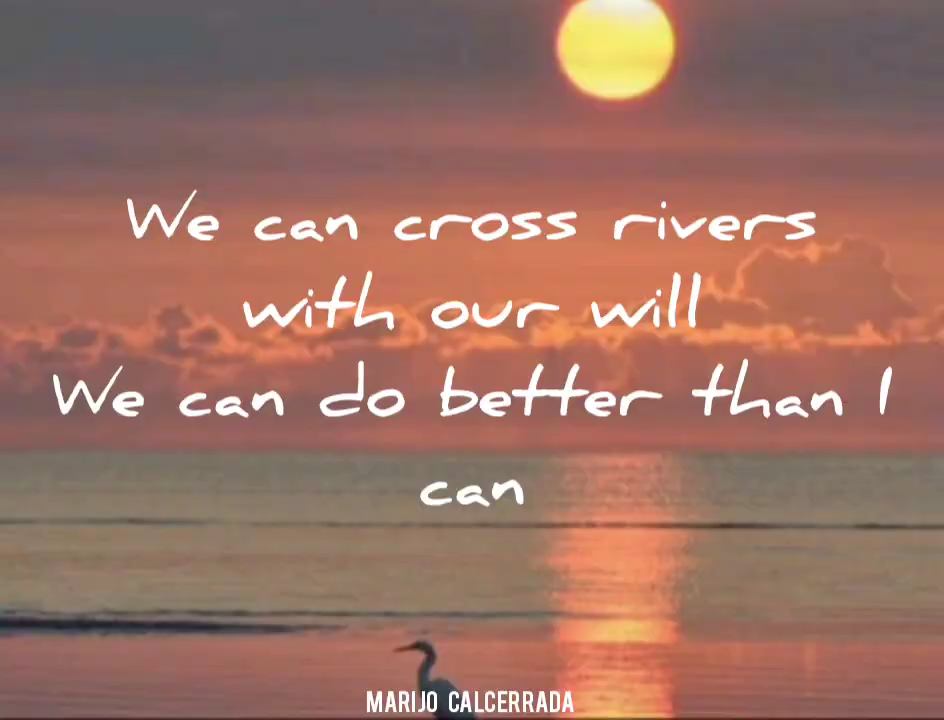 We can cross rivers
with our will
We can do better than I
can
MARIJO CALCERRADA